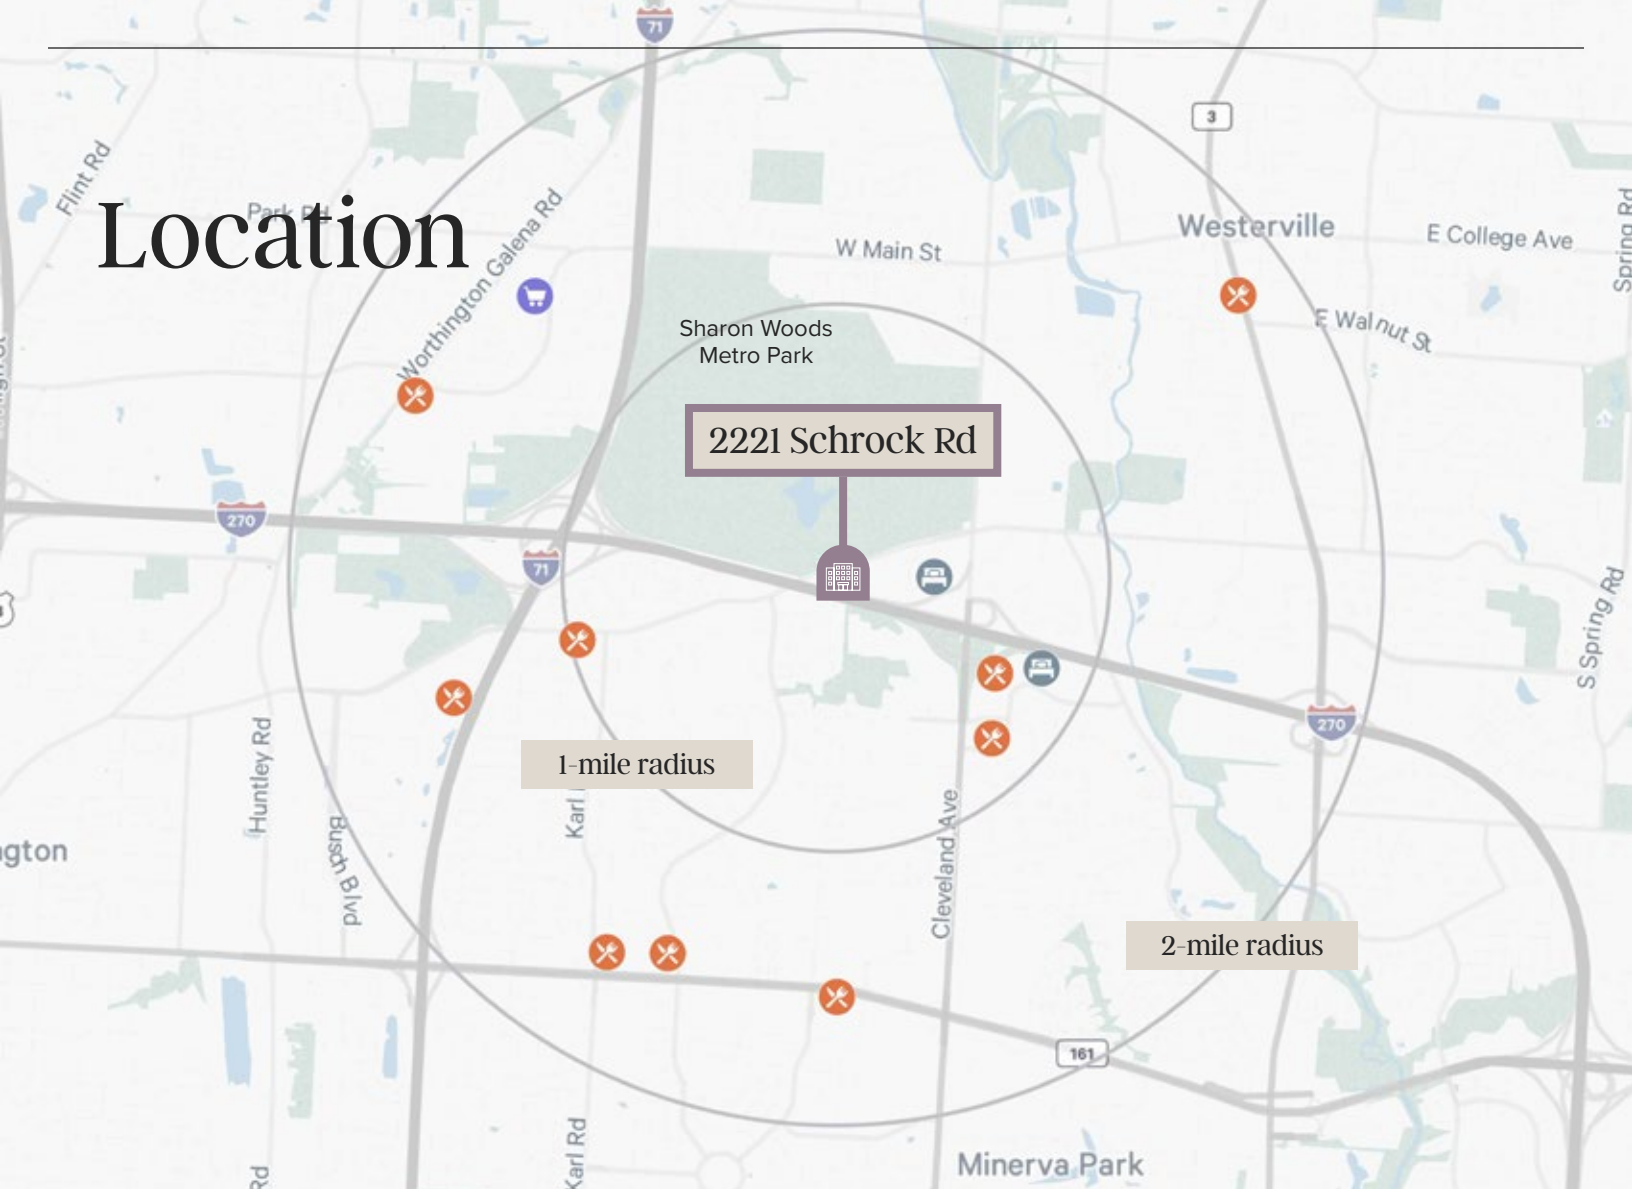 71
3
Flint Rd
Park Rd
Location
Worthington Galena Rd
W Main St
Westerville
E College Ave
Spring Rd
E Walnut St
Sharon Woods
Metro Park
2221 Schrock Rd
270
71
S Spring Rd
270
1-mile radius
Huntley Rd
Karl
Busch Blvd
Cleveland Ave
gton
2-mile radius
161
Karl Rd
Rd
Minerva Park